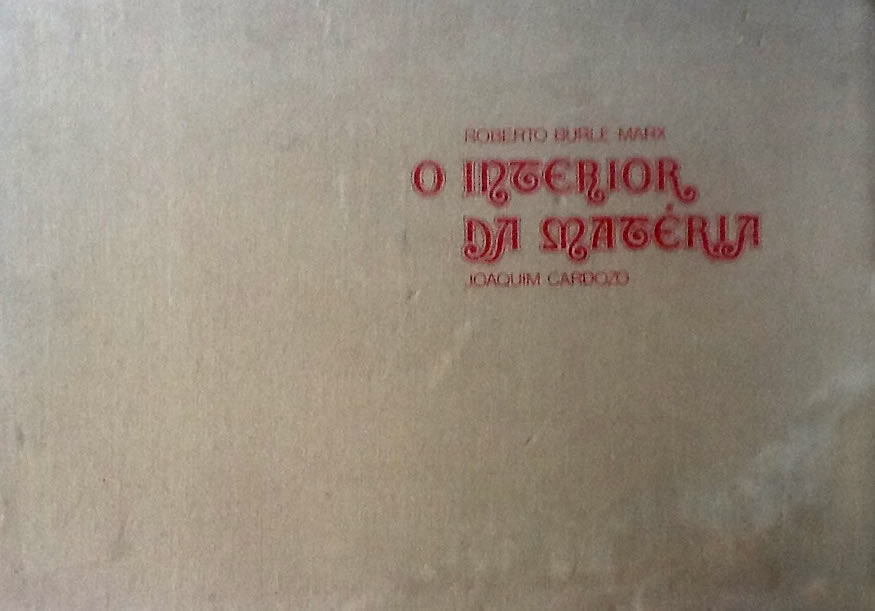 ROBERTO BURLE MARX
O INTERIOR
DA MATÉRIA
JOAQUIM CARDOZO